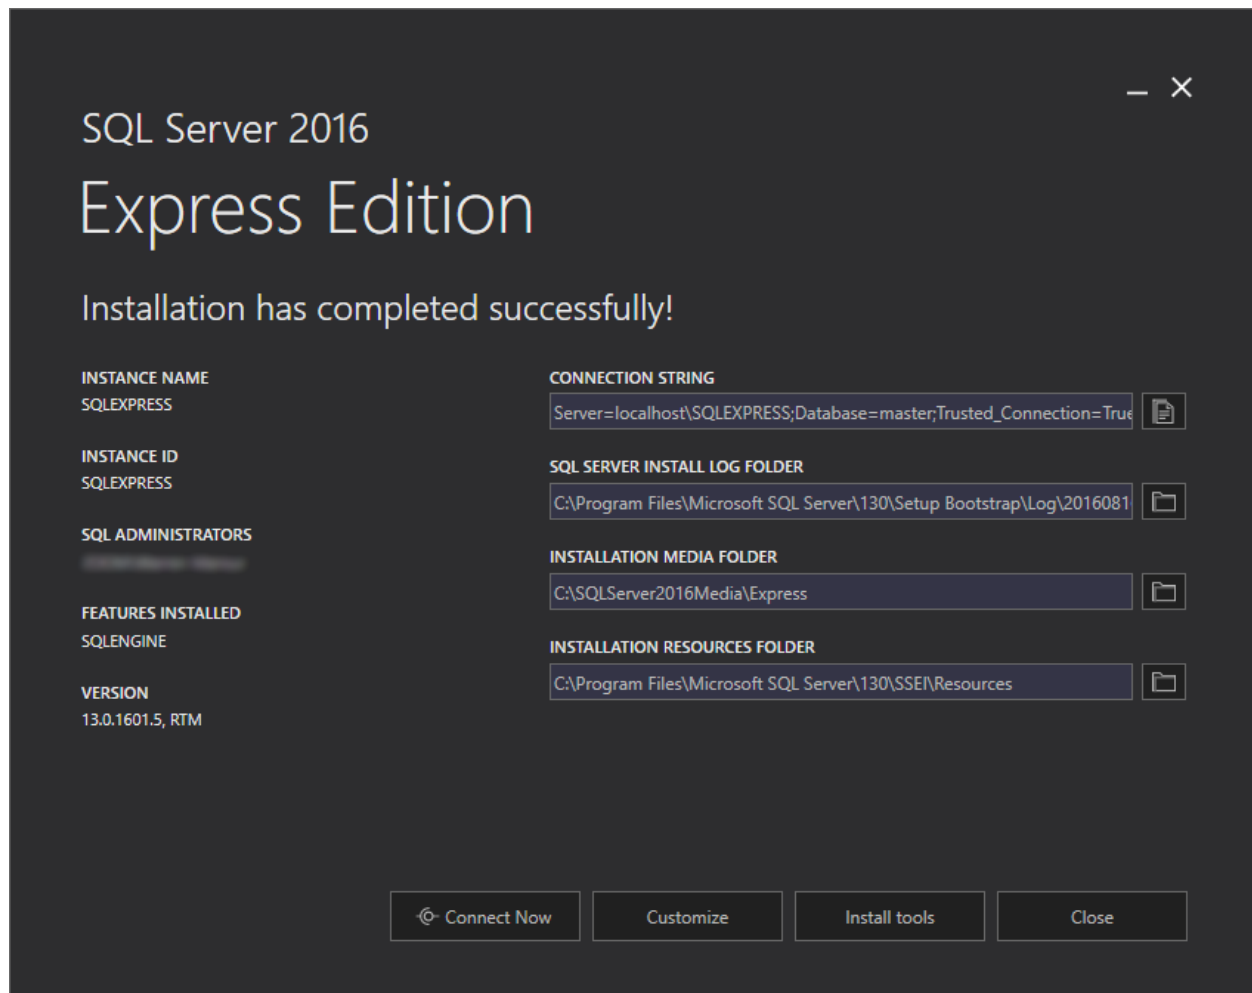 SQL Server 2016
Express Edition
Installation has completed successfully!
INSTANCE NAME
SQLEXPRESS
INSTANCE ID
SQLEXPRESS
SQL ADMINISTRATORS
FEATURES INSTALLED
SQLENGINE
VERSION
13.0.1601.5, RTM
CONNECTION STRING
Server=localhost\SQLEXPRESS;Database=master;Trusted_Connection=True
SQL SERVER INSTALL LOG FOLDER
C:\Program Files\Microsoft SQL Server\130\Setup Bootstrap\Log\2016081
INSTALLATION MEDIA FOLDER
C:\SQLServer2016Media\Express
INSTALLATION RESOURCES FOLDER
C:\Program Files\Microsoft SQL Server\130\SSEI\Resources
Connect Now
Customize
Install tools
Close